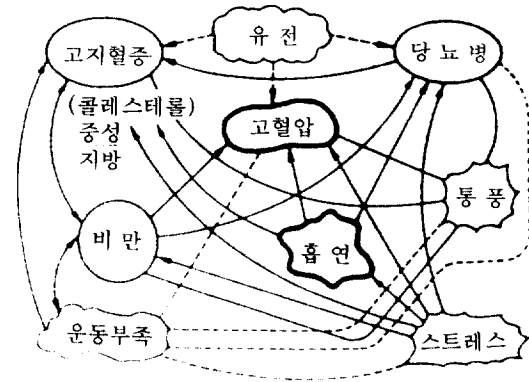 유 전
고지혈증
당뇨병
(콜레스테롤)
중성
지방
고혈압
통풍
비 만
흡 연
운동부족
스트레스